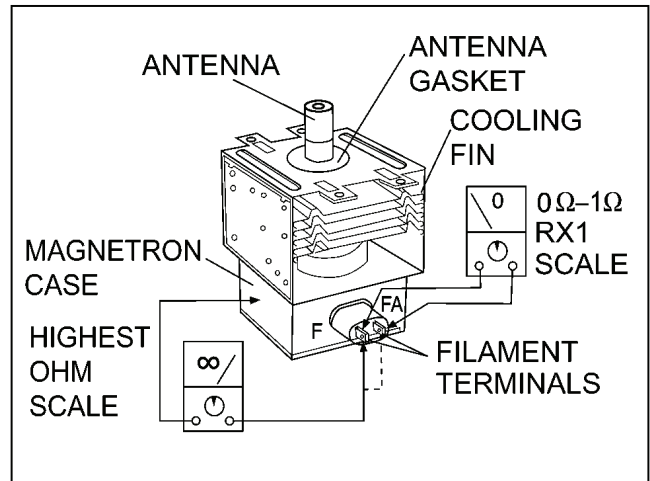 ANTENNA
ANTENNA
GASKET
COOLING
FIN
0
0Ω–1Ω
RX1
SCALE
MAGNETRON
CASE
F
FA
HIGHEST
OHM
SCALE
∞
FILAMENT
TERMINALS